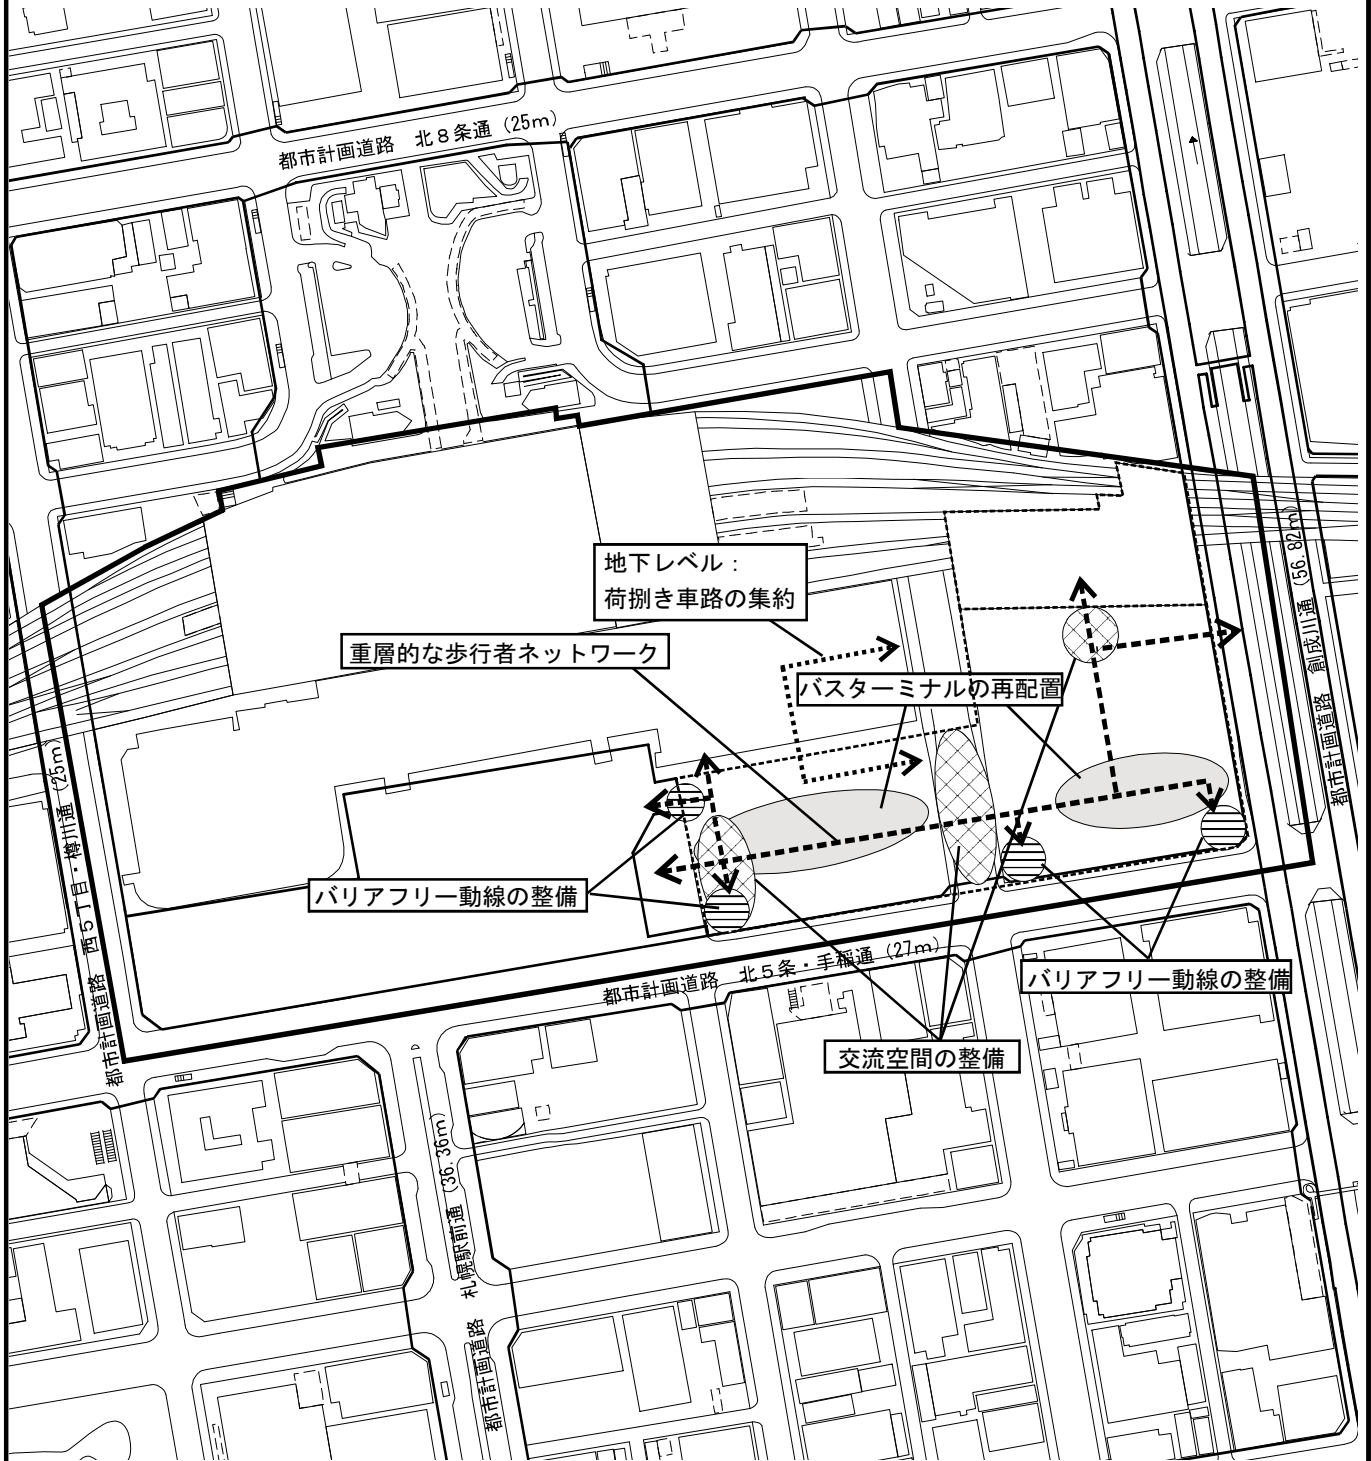 都市計画道路　北８条通（25m）
地下レベル：
荷捌き車路の集約
重層的な歩行者ネットワーク
バスターミナルの再配置
都市計画道路　創成川通（56.82m）
都市計画道路　西５丁目・樽川通（25m）
バリアフリー動線の整備
都市計画道路　北５条・手稲通（27m）
バリアフリー動線の整備
交流空間の整備
都市計画道路　札幌駅前通（36.36m）